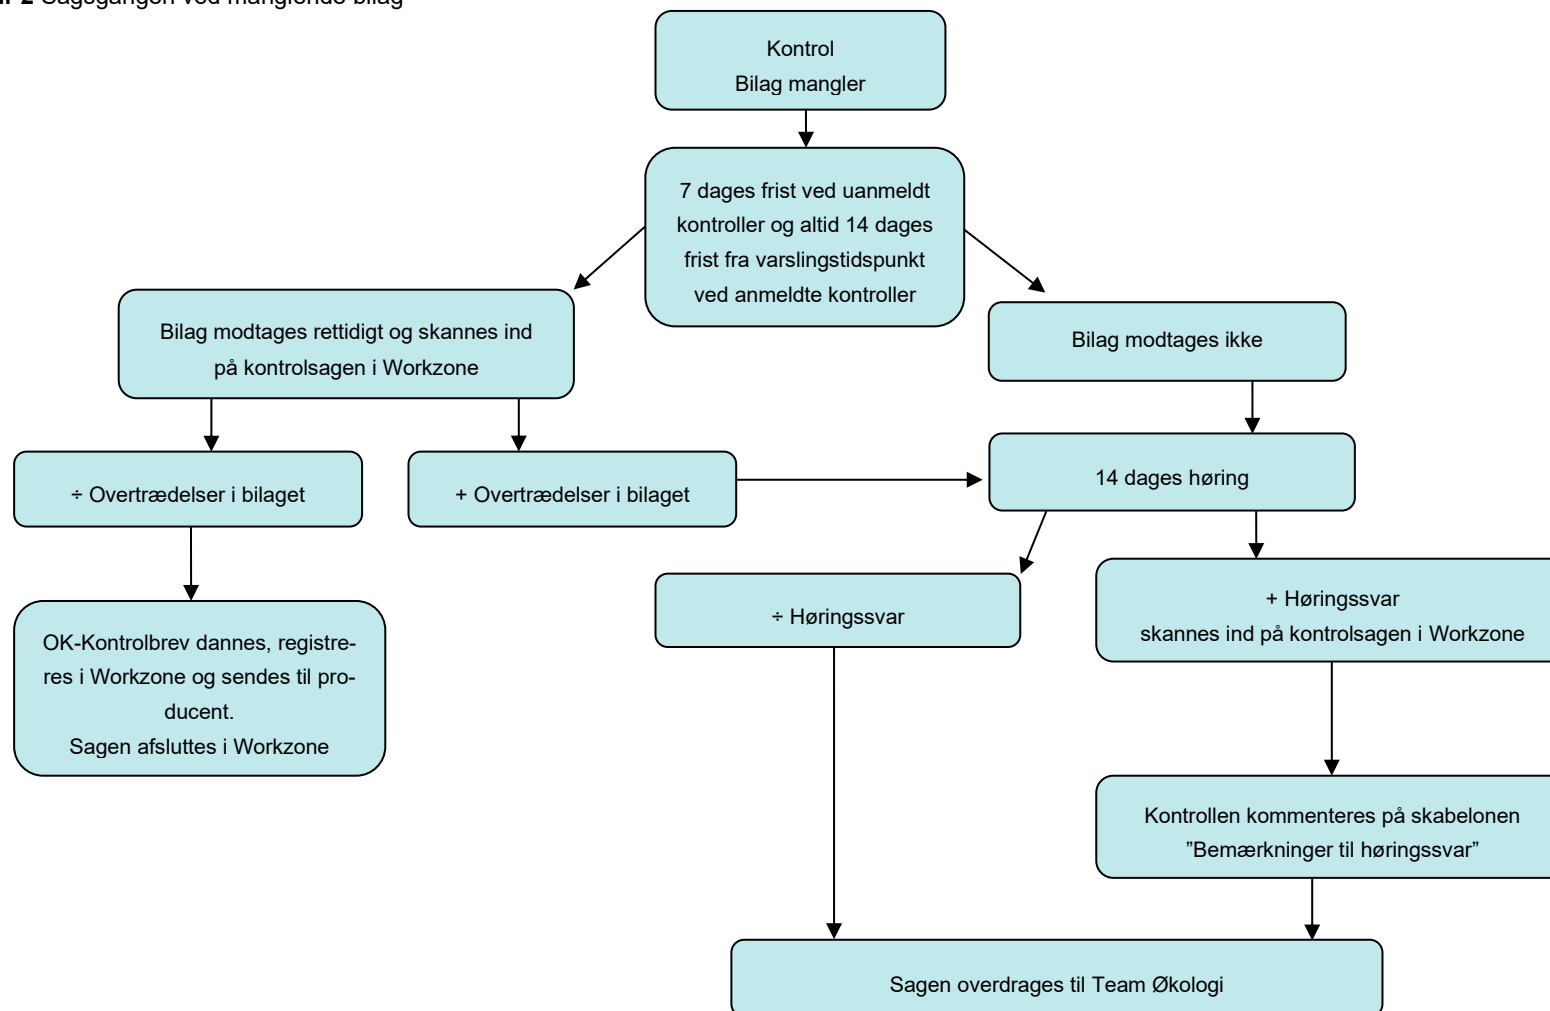 2 Sagsgangen ved manglende bilag
Kontrol
Bilag mangler
7 dages frist ved uanmeldt
kontroller og altid 14 dages
frist fra varslingstidspunkt
ved anmeldte kontroller
Bilag modtages rettidigt og skannes ind
på kontrolsagen i Workzone
Bilag modtages ikke
÷ Overtrædelser i bilaget
+ Overtrædelser i bilaget
14 dages høring
÷ Høringssvar
+ Høringssvar
skannes ind på kontrolsagen i Workzone
OK-Kontrolbrev dannes, registre-
res i Workzone og sendes til pro-
ducent.
Sagen afsluttes i Workzone
Kontrollen kommenteres på skabelonen
”Bemærkninger til høringssvar”
Sagen overdrages til Team Økologi